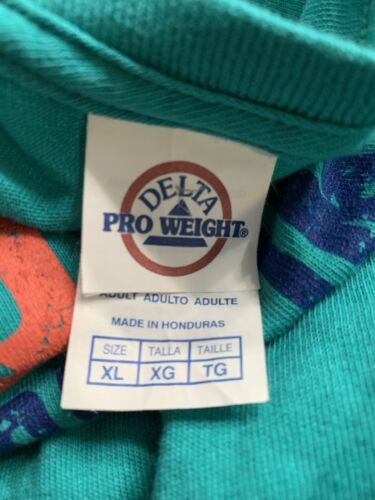 DELTA
PRO WEIGHT®
ADULT ADULTO ADULTE
MADE IN HONDURAS
SIZE TALLA TAILLE
XL XG TG